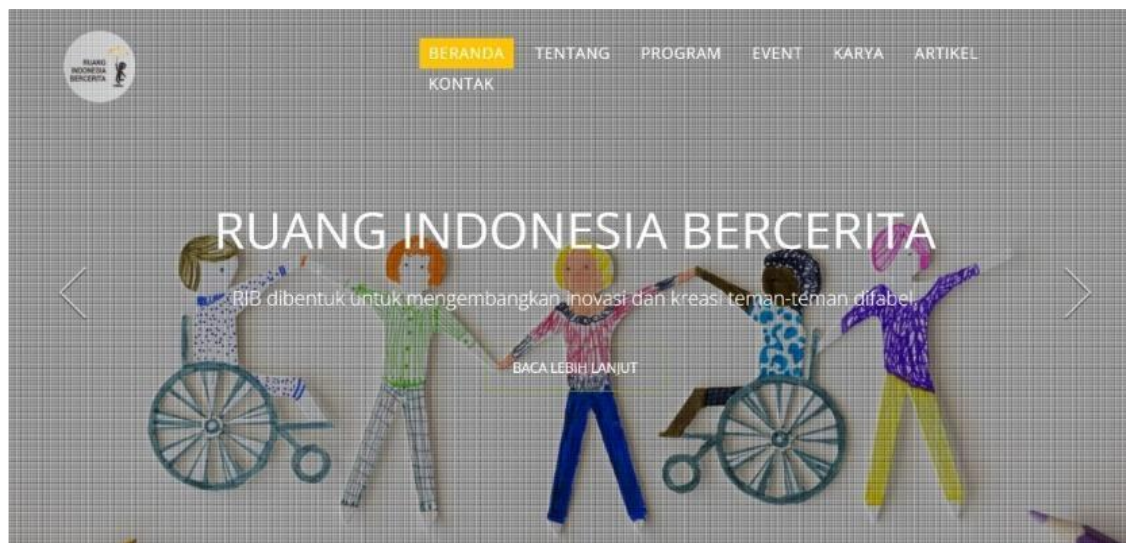 RUANG
INDONESIA
BERCERITA
BERANDA TENTANG PROGRAM EVENT KARYA ARTIKEL
KONTAK
RUANG INDONESIA BERCERITA
RIB dibentuk untuk mengembangkan inovasi dan kreasi teman-teman difabel.
BACA LEBIH LANJUT